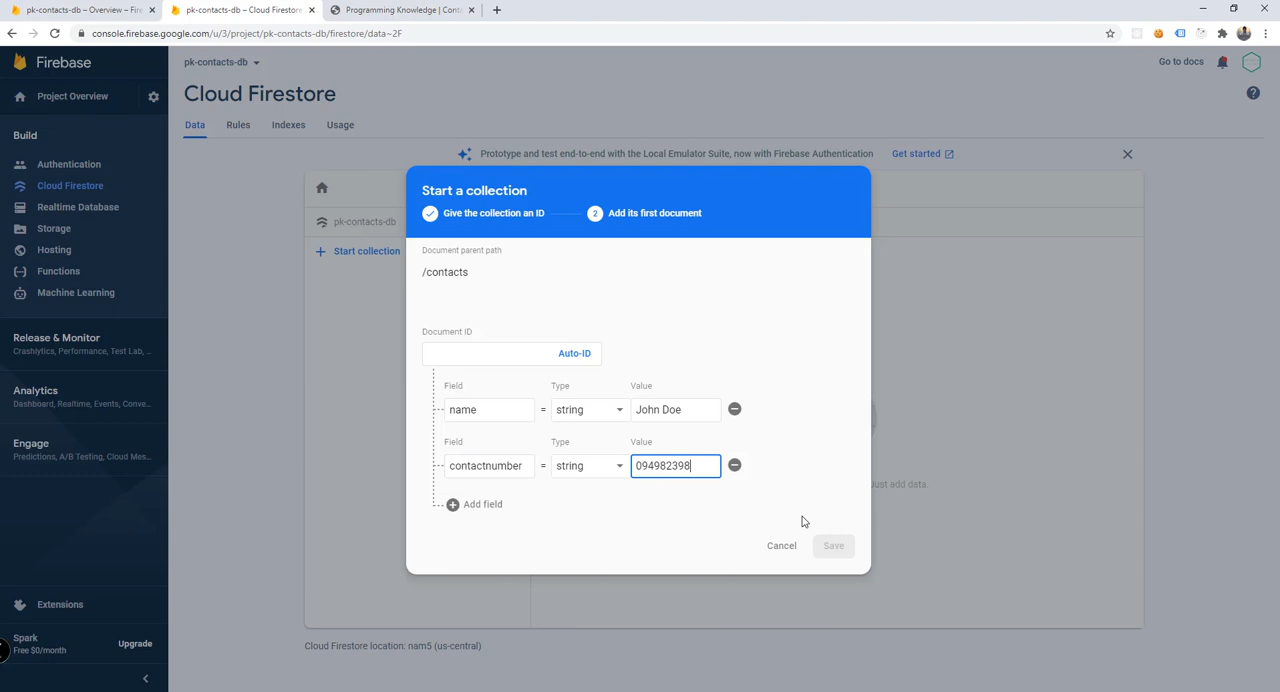 pk-contacts-db – Overview – Fire
pk-contacts-db – Cloud Firestore
Programming Knowledge | Cont
console.firebase.google.com/u/3/project/pk-contacts-db/firestore/data~2F
Firebase
pk-contacts-db
Go to docs
Project Overview
Cloud Firestore
Data
Rules
Indexes
Usage
Build
Authentication
Cloud Firestore
Realtime Database
Storage
Hosting
Functions
Machine Learning
Release & Monitor
Crashlytics, Performance, Test Lab, ...
Analytics
Dashboard, Realtime, Events, Conve...
Engage
Predictions, A/B Testing, Cloud Mes...
Extensions
Spark
Free $0/month
Upgrade
Prototype and test end-to-end with the Local Emulator Suite, now with Firebase Authentication
Get started
pk-contacts-db
Start collection
Start a collection
Give the collection an ID
2
Add its first document
Document parent path
/contacts
Document ID
Auto-ID
Field
Type
Value
name
=
string
John Doe
Field
Type
Value
contactnumber
=
string
094982398
Add field
Just add data.
Cancel
Save
Cloud Firestore location: nam5 (us-central)